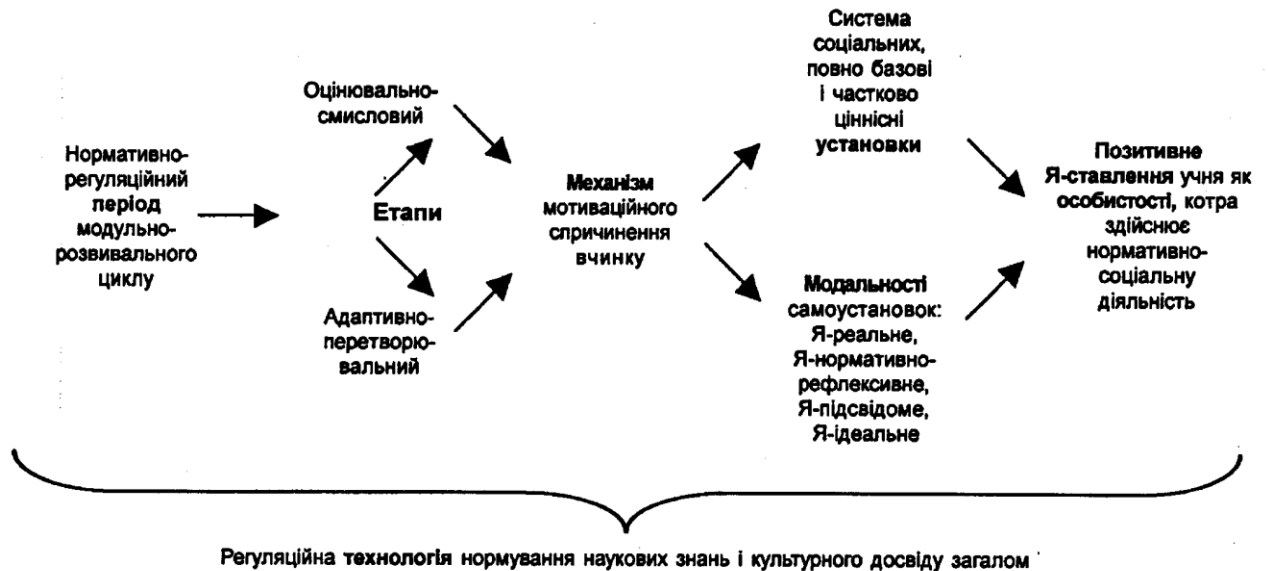 Нормативно-
регуляційний
період
модульно-
розвивального
циклу
Оцінювально-
смисловий
Етапи
Адаптивно-
перетворю-
вальний
Механізм
мотиваційного
спричинення
вчинку
Система
соціальних,
повно базові
і частково
ціннісні
установки
Модальності
самоустановок:
Я-реальне,
Я-нормативно-
рефлексивне,
Я-підсвідоме,
Я-ідеальне
Позитивне
Я-ставлення учня як
особистості, котра
здійснює
нормативно-
соціальну
діяльність
Регуляційна технологія нормування наукових знань і культурного досвіду загалом